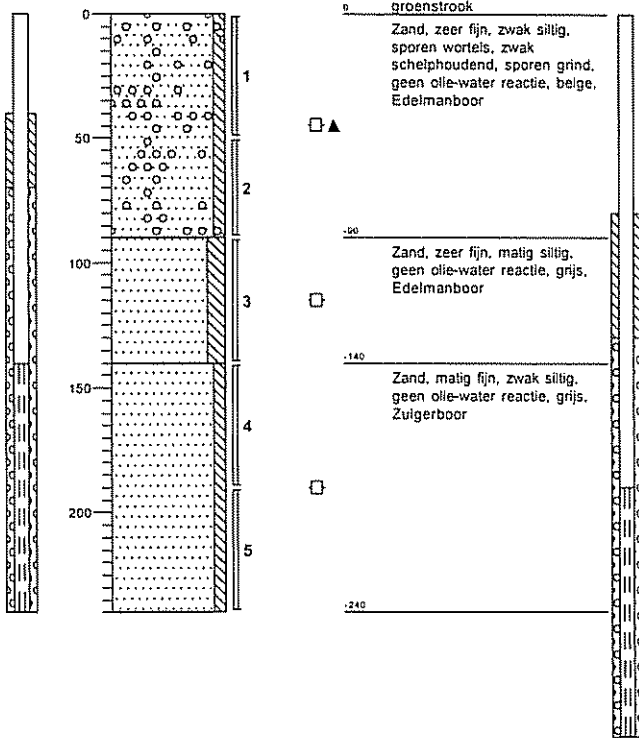 0
groenstrook
0
Zand, zeer fijn, zwak siltig,
sporen wortels, zwak
schelphoudend, sporen grind,
geen olie-water reactie, beige,
Edelmanboor
1
50
2
-90
Zand, zeer fijn, matig siltig,
geen olie-water reactie, grijs,
Edelmanboor
100
3
-140
Zand, matig fijn, zwak siltig,
geen olie-water reactie, grijs,
Zuigerboor
150
4
200
5
-240